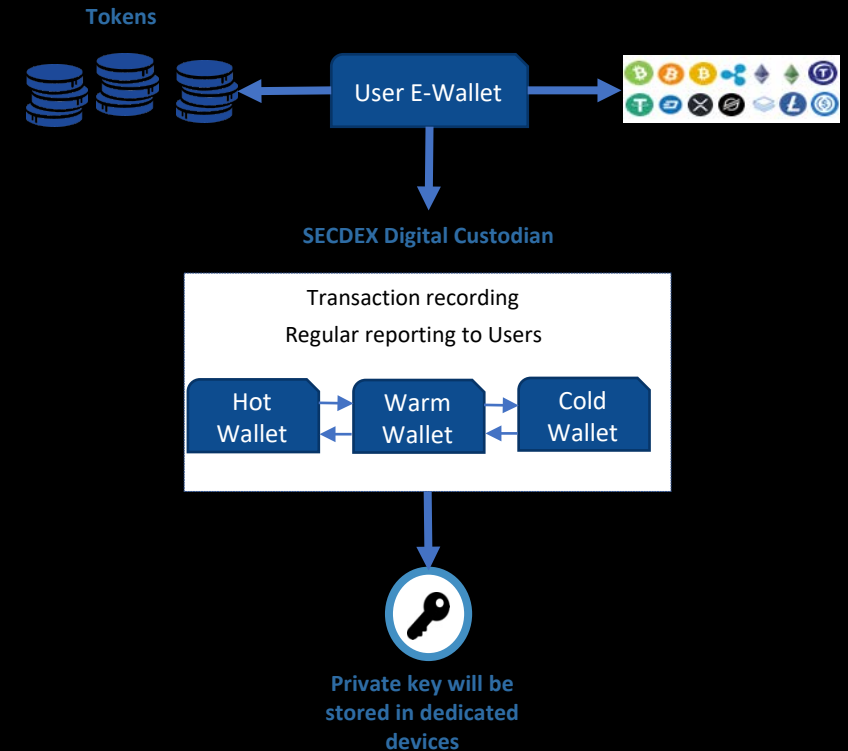 Tokens
User E-Wallet
SECDEX Digital Custodian
Transaction recording
Regular reporting to Users
Hot
Wallet
Warm
Wallet
Cold
Wallet
Private key will be
stored in dedicated
devices